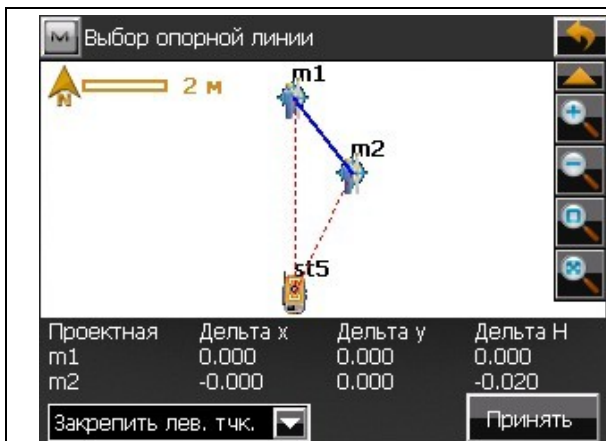 Выбор опорной линии
N 2 м
m1
m2
st5
Проектная Дельта x Дельта y Дельта H
m1 0.000 0.000 0.000
m2 -0.000 0.000 -0.020
Закрепить лев. тчк. Принять